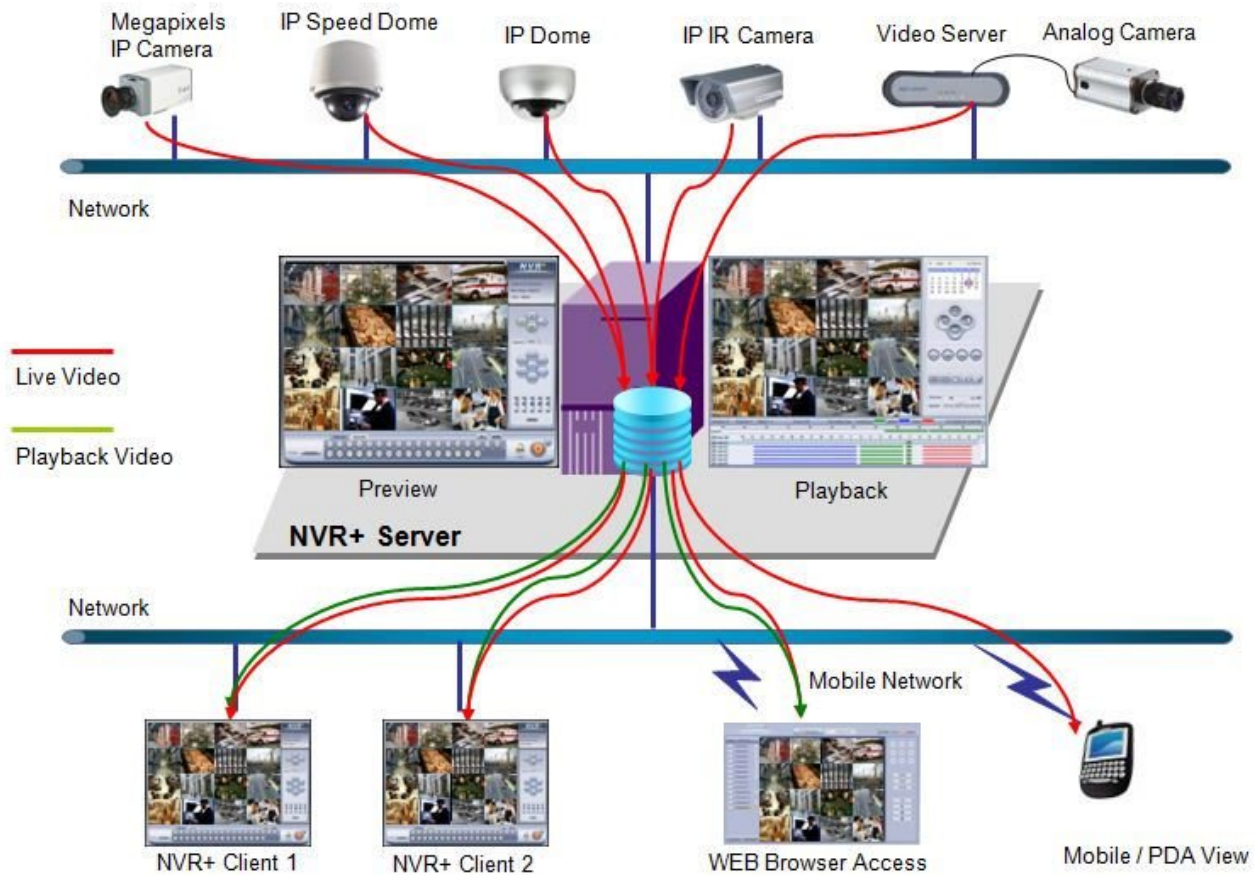 Megapixels
IP Camera
IP Speed Dome
IP Dome
IP IR Camera
Video Server
Analog Camera
Network
NVR
Live Video
Playback Video
Preview
Playback
NVR+ Server
Network
Mobile Network
NVR+ Client 1
NVR+ Client 2
WEB Browser Access
Mobile / PDA View